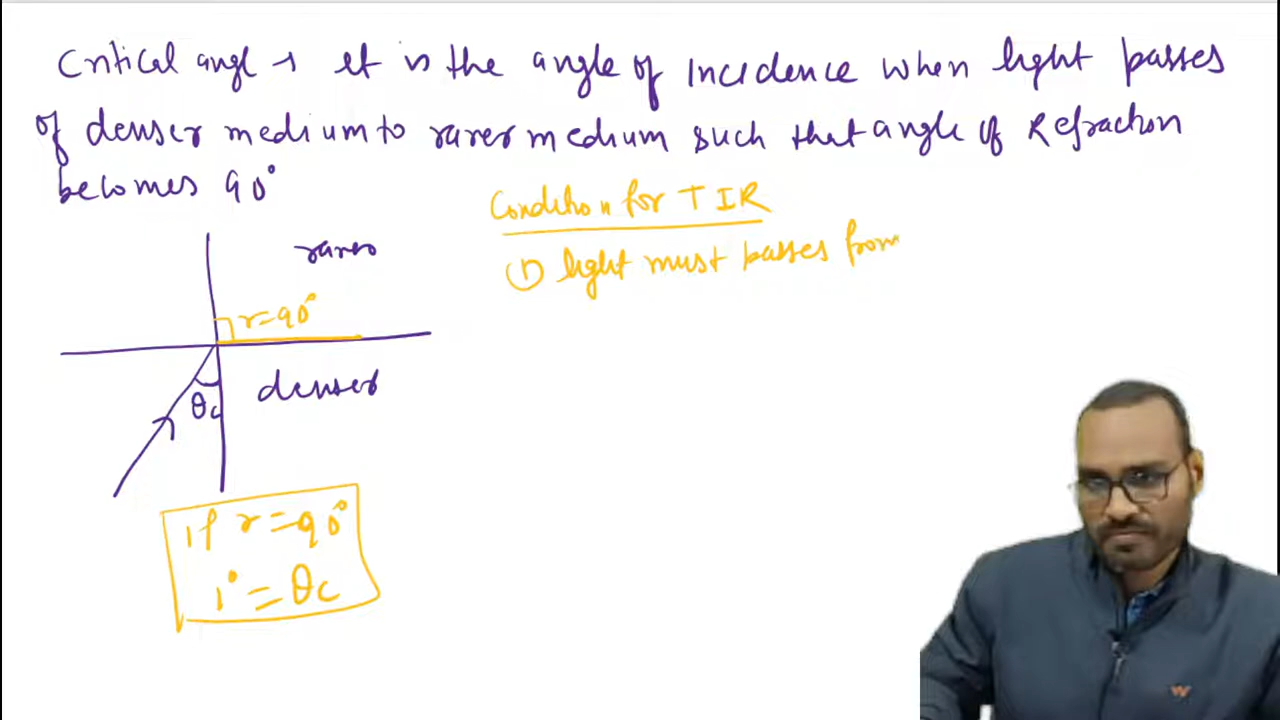 Critical angl → It is the angle of incidence when light passes
of denser medium to rarer medium such that angle of Refraction
becomes 90°
Condition for TIR
① light must passes from
rarer
r=90°
denser
θc
if r=90°
i=θc